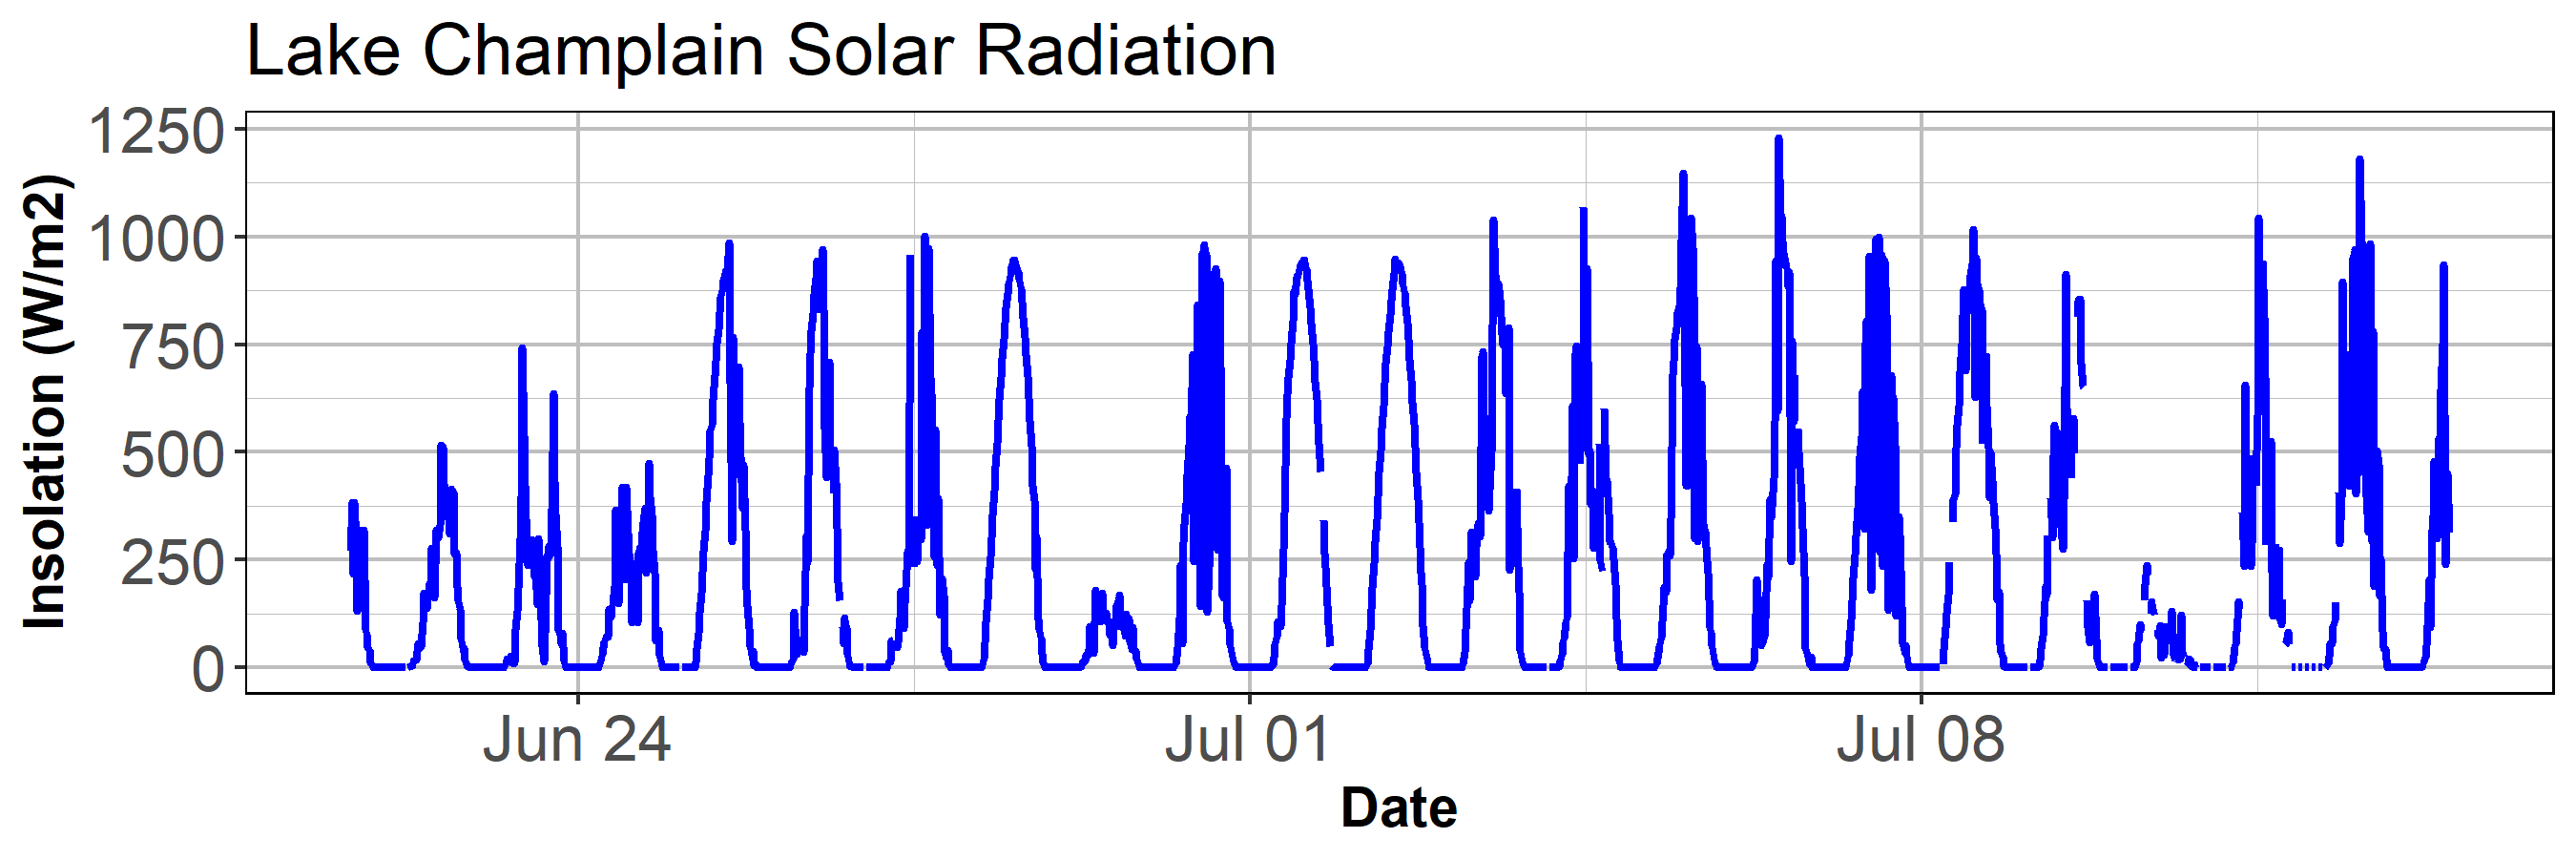 Lake Champlain Solar Radiation
1250
1000
750
500
250
0
Insolation (W/m2)
Jun 24
Jul 01
Jul 08
Date